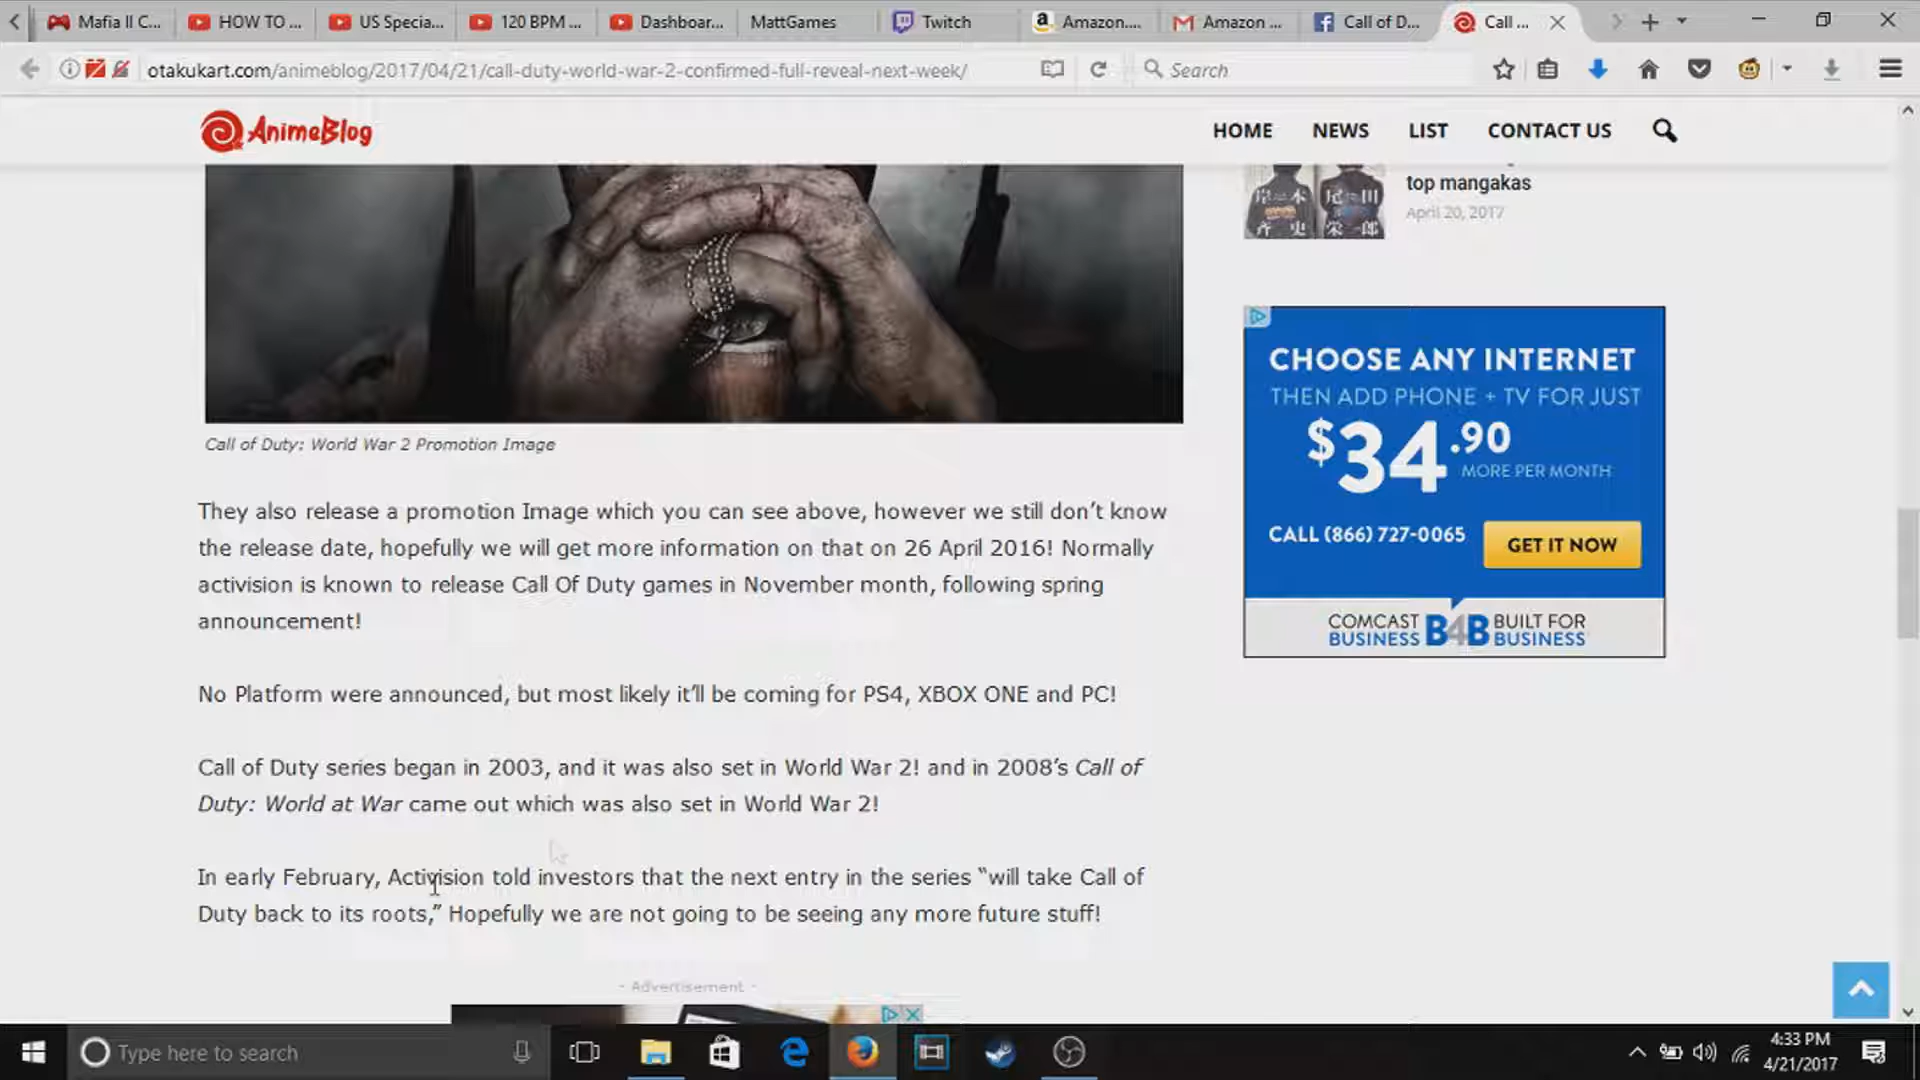 Mafia II C...
HOW TO ...
US Specia...
120 BPM ...
Dashboar...
MattGames
Twitch
Amazon....
Amazon ...
Call of D...
Call ...
otakukart.com/animeblog/2017/04/21/call-duty-world-war-2-confirmed-full-reveal-next-week/
Search
AnimeBlog
HOME
NEWS
LIST
CONTACT US
top mangakas
April 20, 2017
Call of Duty: World War 2 Promotion Image
They also release a promotion Image which you can see above, however we still don’t know
the release date, hopefully we will get more information on that on 26 April 2016! Normally
activision is known to release Call Of Duty games in November month, following spring
announcement!
No Platform were announced, but most likely it’ll be coming for PS4, XBOX ONE and PC!
Call of Duty series began in 2003, and it was also set in World War 2! and in 2008’s Call of
Duty: World at War came out which was also set in World War 2!
In early February, Activision told investors that the next entry in the series “will take Call of
Duty back to its roots,” Hopefully we are not going to be seeing any more future stuff!
- Advertisement -
CHOOSE ANY INTERNET
THEN ADD PHONE + TV FOR JUST
$34.90
MORE PER MONTH
CALL (866) 727-0065
GET IT NOW
COMCAST
BUSINESS
B4B
BUILT FOR
BUSINESS
Type here to search
4:33 PM
4/21/2017